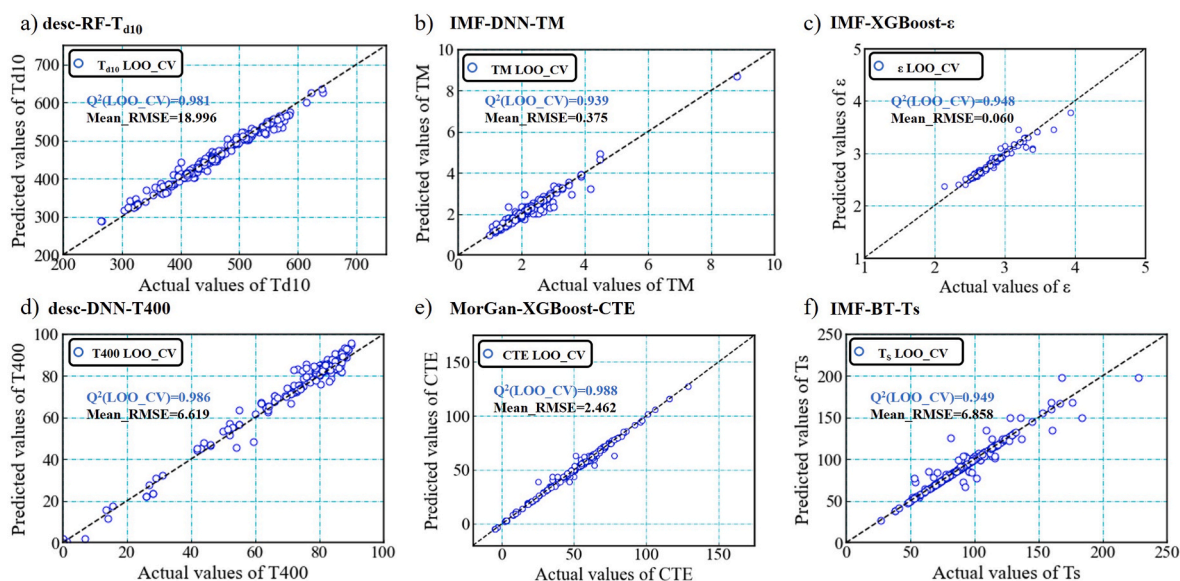 a) desc-RF-Td10
Td10 LOO_CV
Q²(LOO_CV)=0.981
Mean_RMSE=18.996
Predicted values of Td10
700
600
500
400
300
200
200 300 400 500 600 700
Actual values of Td10
b) IMF-DNN-TM
TM LOO_CV
Q²(LOO_CV)=0.939
Mean_RMSE=0.375
Predicted values of TM
10
8
6
4
2
0
0 2 4 6 8 10
Actual values of TM
c) IMF-XGBoost-ε
ε LOO_CV
Q²(LOO_CV)=0.948
Mean_RMSE=0.060
Predicted values of ε
5
4
3
2
1
1 2 3 4 5
Actual values of ε
d) desc-DNN-T400
T400 LOO_CV
Q²(LOO_CV)=0.986
Mean_RMSE=6.619
Predicted values of T400
100
80
60
40
20
0
0 20 40 60 80 100
Actual values of T400
e) MorGan-XGBoost-CTE
CTE LOO_CV
Q²(LOO_CV)=0.988
Mean_RMSE=2.462
Predicted values of CTE
150
100
50
0
0 50 100 150
Actual values of CTE
f) IMF-BT-Ts
TS LOO_CV
Q²(LOO_CV)=0.949
Mean_RMSE=6.858
Predicted values of Ts
250
200
150
100
50
0
0 50 100 150 200 250
Actual values of Ts